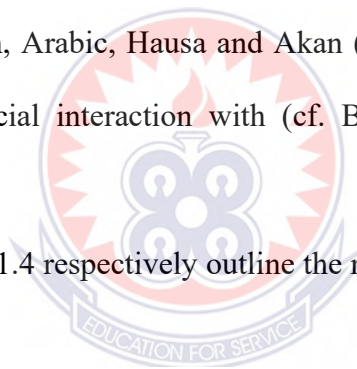 , Arabic, Hausa and Akan (
cial interaction with (cf. B
1.4 respectively outline the r
EDUCATION FOR SERVICE